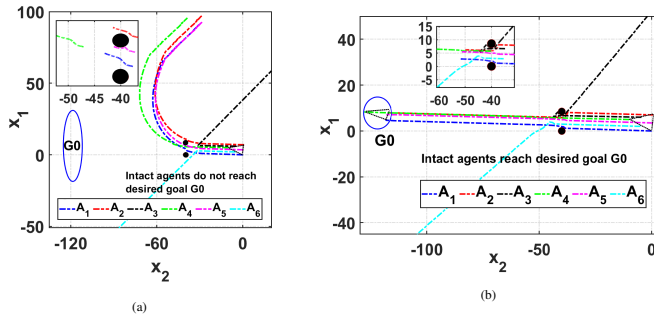 100
50
0
-50
x1
-120
-60
0
x2
-50
-45
-40
G0
Intact agents do not reach
desired goal G0
A1 A2 A3 A4 A5 A6
(a)
40
20
0
-20
-40
x1
-100
-50
0
x2
15
10
5
0
-5
-60
-50
-40
G0
Intact agents reach desired goal G0
A1 A2 A3 A4 A5 A6
(b)